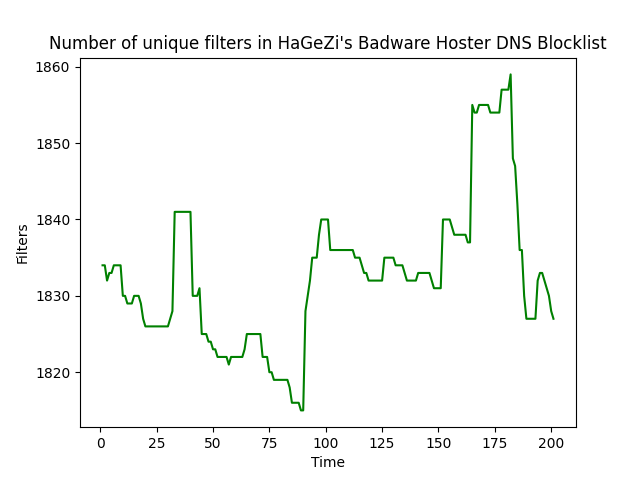 Number of unique filters in HaGeZi's Badware Hoster DNS Blocklist
1860
1850
1840
1830
1820
Filters
0 25 50 75 100 125 150 175 200
Time